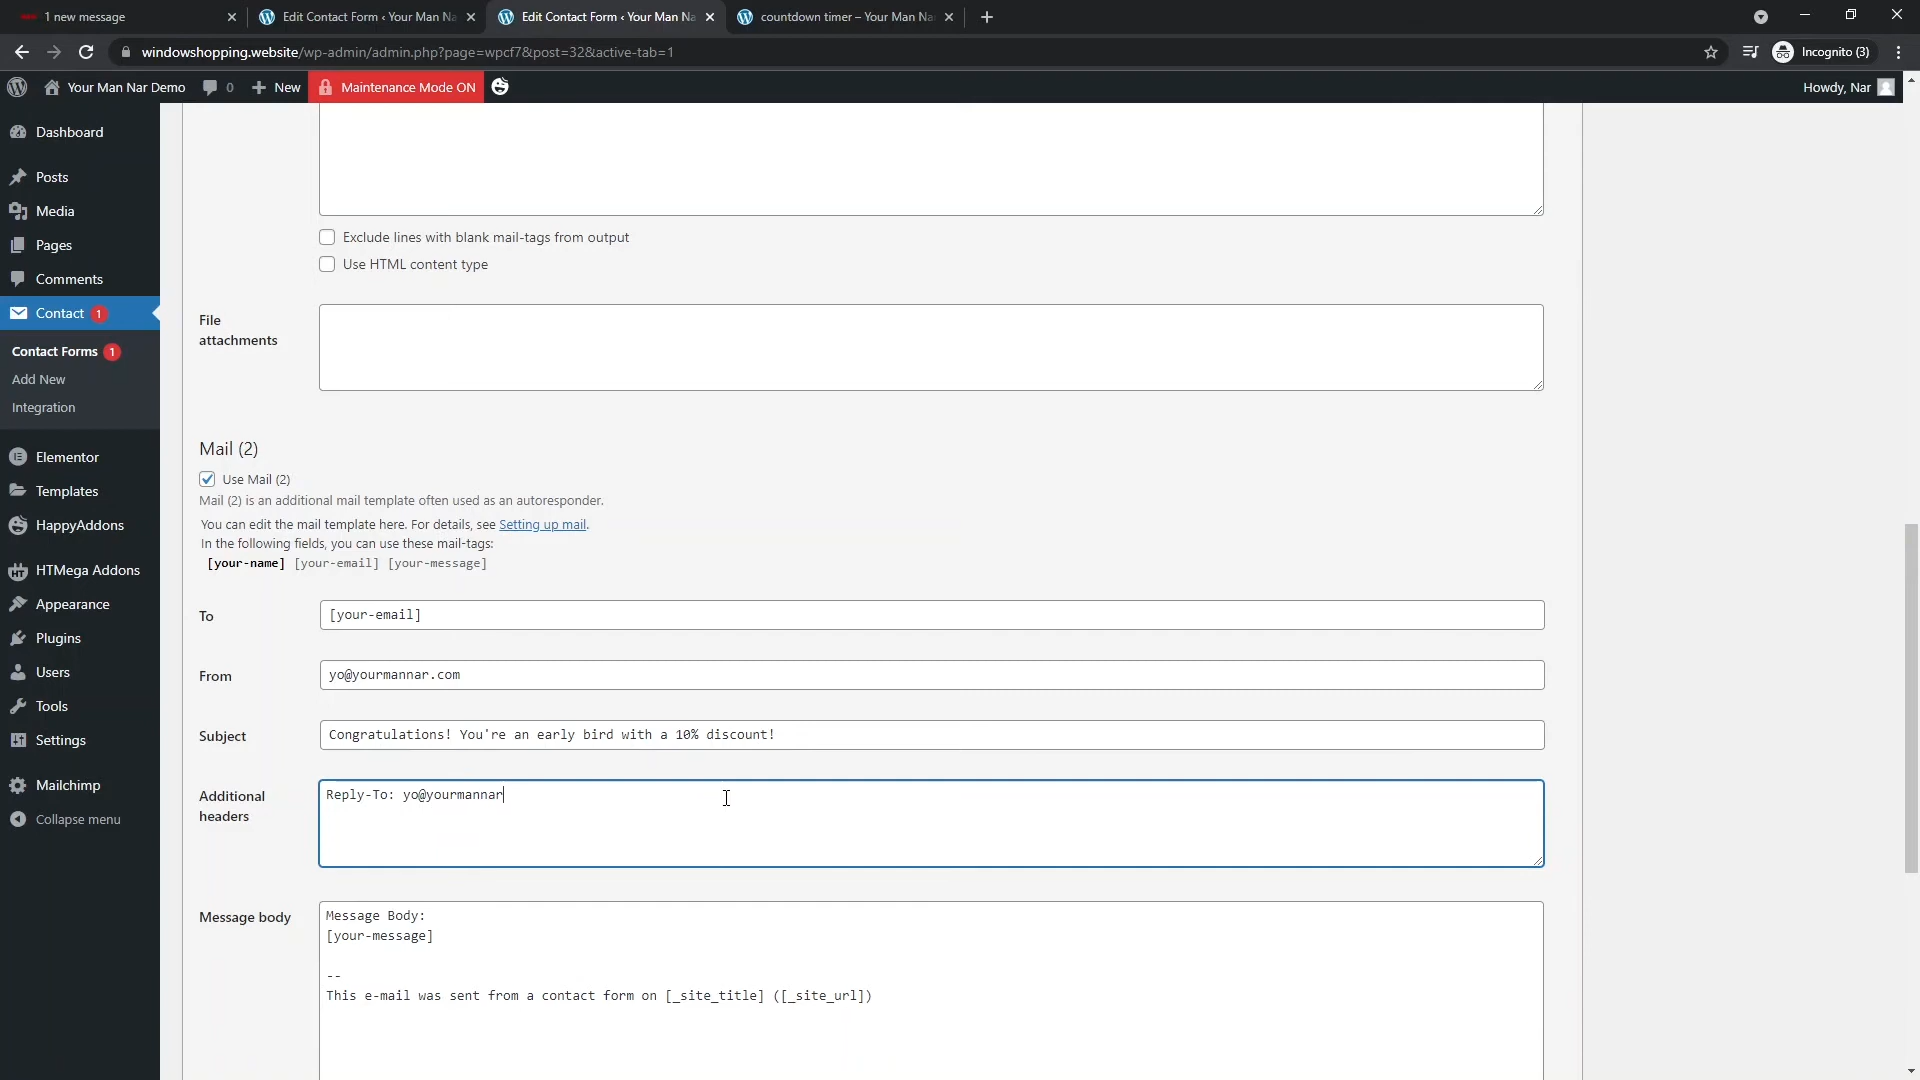 1 new message
Edit Contact Form ‹ Your Man Na
Edit Contact Form ‹ Your Man Na
countdown timer – Your Man Na
windowshopping.website/wp-admin/admin.php?page=wpcf7&post=32&active-tab=1
Incognito (3)
Your Man Nar Demo
0
New
Maintenance Mode ON
Howdy, Nar
Dashboard
Posts
Media
Pages
Comments
Contact 1
Contact Forms 1
Add New
Integration
Elementor
Templates
HappyAddons
HTMega Addons
Appearance
Plugins
Users
Tools
Settings
Mailchimp
Collapse menu
Exclude lines with blank mail-tags from output
Use HTML content type
File
attachments
Mail (2)
Use Mail (2)
Mail (2) is an additional mail template often used as an autoresponder.
You can edit the mail template here. For details, see Setting up mail.
In the following fields, you can use these mail-tags:
[your-name] [your-email] [your-message]
To
[your-email]
From
yo@yourmannar.com
Subject
Congratulations! You're an early bird with a 10% discount!
Additional
headers
Reply-To: yo@yourmannar
Message body
Message Body:
[your-message]
--
This e-mail was sent from a contact form on [_site_title] ([_site_url])